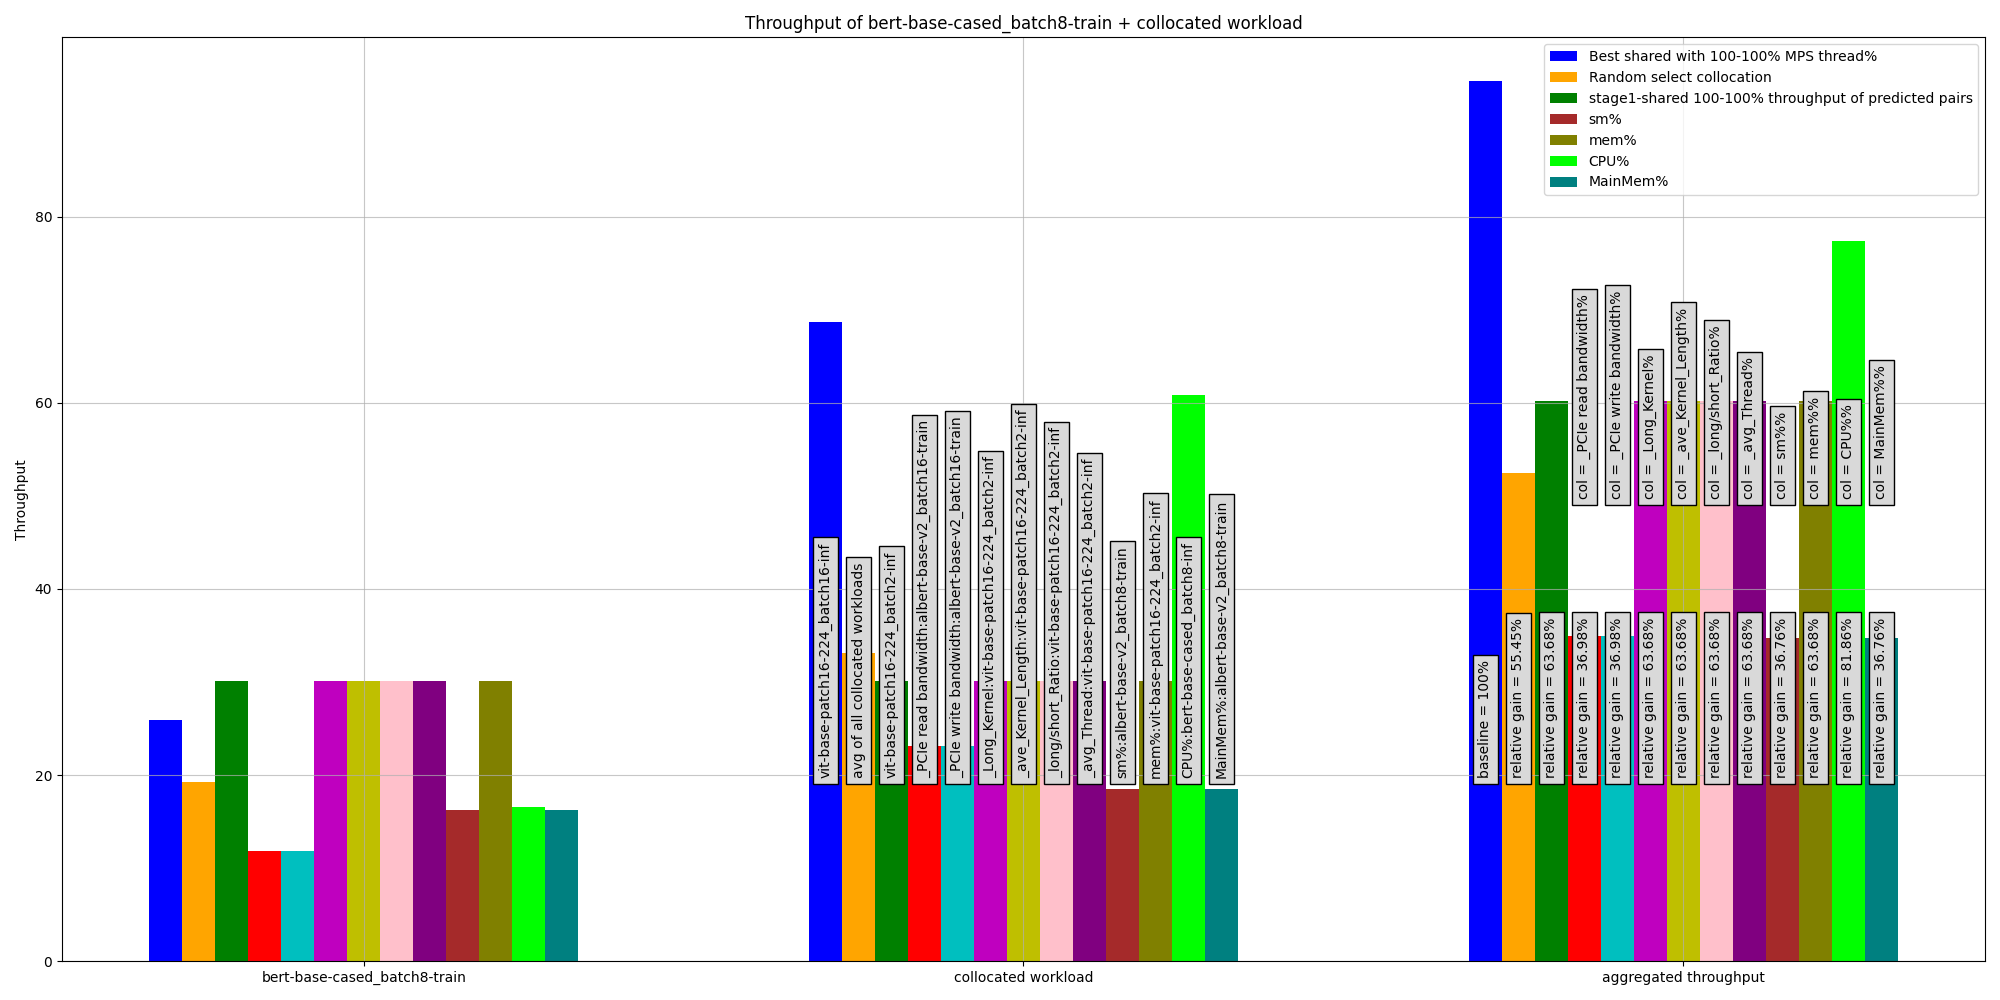 Throughput of bert-base-cased_batch8-train + collocated workload
Best shared with 100-100% MPS thread%
Random select collocation
stage1-shared 100-100% throughput of predicted pairs
sm%
mem%
CPU%
MainMem%
Throughput
80
60
40
20
0
vit-base-patch16-224_batch16-inf
avg of all collocated workloads
vit-base-patch16-224_batch2-inf
_PCIe read bandwidth:albert-base-v2_batch16-train
_PCIe write bandwidth:albert-base-v2_batch16-train
_Long_Kernel:vit-base-patch16-224_batch2-inf
_ave_Kernel_Length:vit-base-patch16-224_batch2-inf
_long/short_Ratio:vit-base-patch16-224_batch2-inf
_avg_Thread:vit-base-patch16-224_batch2-inf
sm%:albert-base-v2_batch8-train
mem%:vit-base-patch16-224_batch2-inf
CPU%:bert-base-cased_batch8-inf
MainMem%:albert-base-v2_batch8-train
col = _PCIe read bandwidth%
col = _PCIe write bandwidth%
col = _Long_Kernel%
col = _ave_Kernel_Length%
col = _long/short_Ratio%
col = _avg_Thread%
col = sm%%
col = mem%%
col = CPU%%
col = MainMem%%
baseline = 100%
relative gain = 55.45%
relative gain = 63.68%
relative gain = 36.98%
relative gain = 36.98%
relative gain = 63.68%
relative gain = 63.68%
relative gain = 63.68%
relative gain = 63.68%
relative gain = 36.76%
relative gain = 63.68%
relative gain = 81.86%
relative gain = 36.76%
bert-base-cased_batch8-train
collocated workload
aggregated throughput